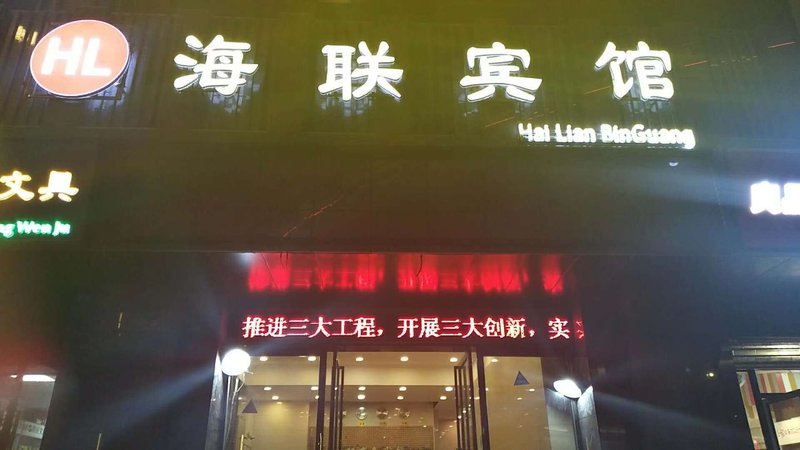 HL
海联宾馆
Hai Lian BinGuang
文具
ng Wen Ju
推进三大工程，开展三大创新，实